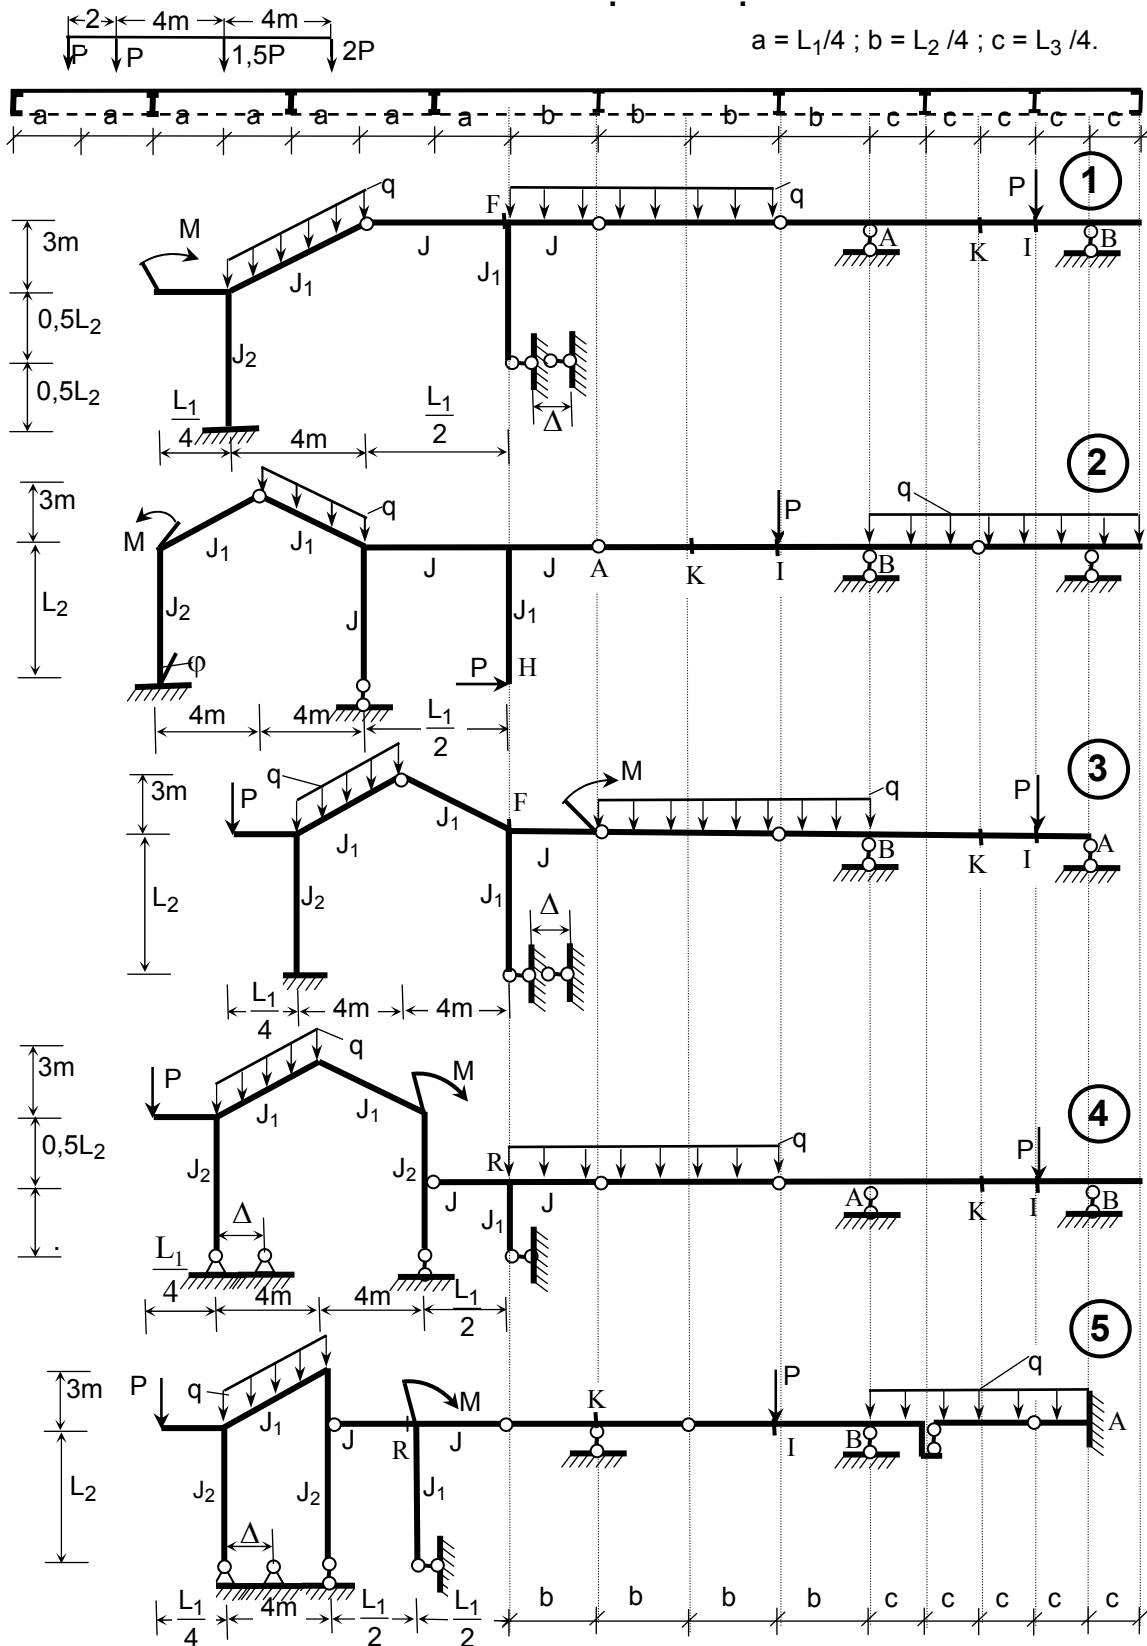 2 4m 4m
P P 1,5P 2P
a = L1/4 ; b = L2 /4 ; c = L3 /4.
a a a a a a a b b b b c c c c c
1
M q F q P
3m J J J1 A K I B
J1
0,5L2
J2
0,5L2
L1/4 4m L1/2 Δ
2
3m q P q
M J1 J1 J J A K I B
L2 J2 J J1
φ P H
4m 4m L1/2
3
3m q P F M q P
J1 J1 J B K I A
L2 J2 J1 Δ
L1/4 4m 4m L1/2
4
3m P q M
J1 J1
0,5L2 J2 J2 R q P
J J A K I B
Δ J1
.
L1/4 4m 4m L1/2
5
3m P q M P q
J1 K
J R J I B A
L2 J2 J2 J1
Δ
L1/4 4m L1/2 L1/2 b b b b c c c c c